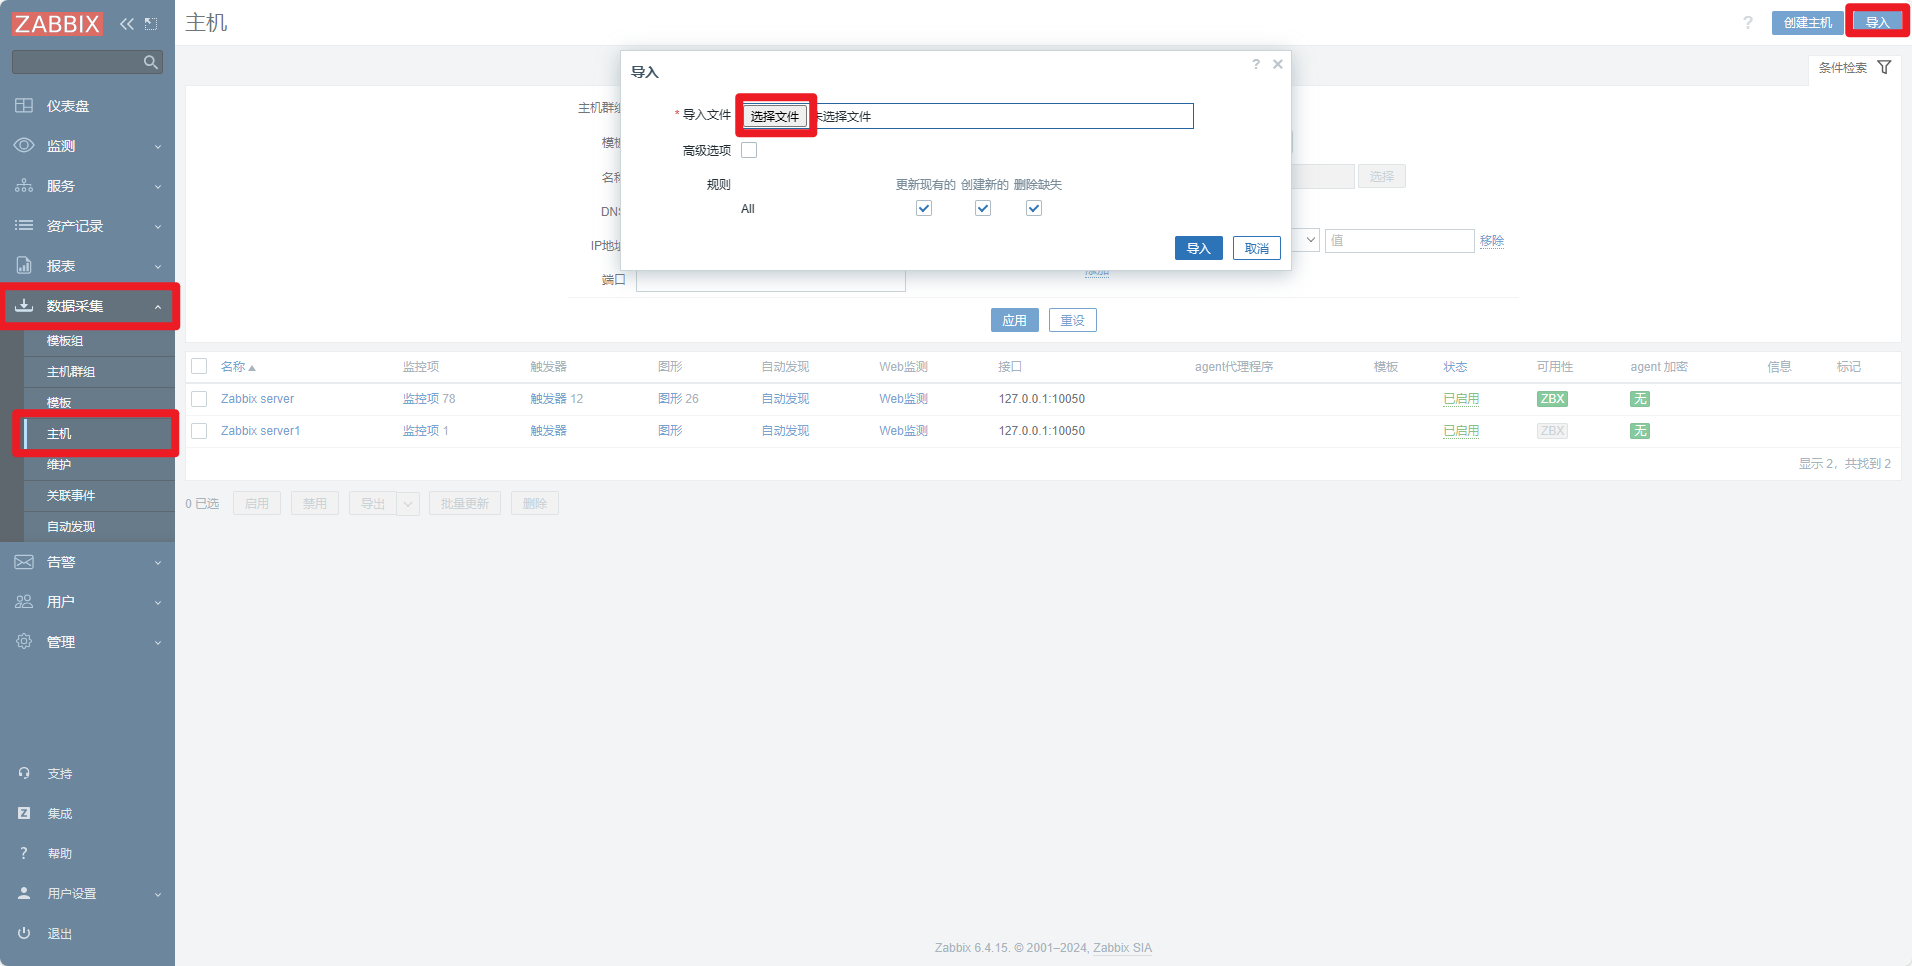 ZABBIX
主机
?
创建主机
导入
条件检索
仪表盘
监测
服务
资产记录
报表
数据采集
模板组
主机群组
模板
主机
维护
关联事件
自动发现
告警
用户
管理
支持
Z 集成
? 帮助
用户设置
退出
导入
?
* 导入文件 选择文件 未选择文件
高级选项
规则 更新现有的 创建新的 删除缺失
All
导入 取消
主机群组
模板
名称
选择
DNS
IP地址
值 移除
端口
添加
应用 重设
名称 监控项 触发器 图形 自动发现 Web监测 接口 agent代理程序 模板 状态 可用性 agent 加密 信息 标记
Zabbix server 监控项 78 触发器 12 图形 26 自动发现 Web监测 127.0.0.1:10050 已启用 ZBX 无
Zabbix server1 监控项 1 触发器 图形 自动发现 Web监测 127.0.0.1:10050 已启用 ZBX 无
显示 2，共找到 2
0 已选 启用 禁用 导出 批量更新 删除
Zabbix 6.4.15. © 2001–2024, Zabbix SIA